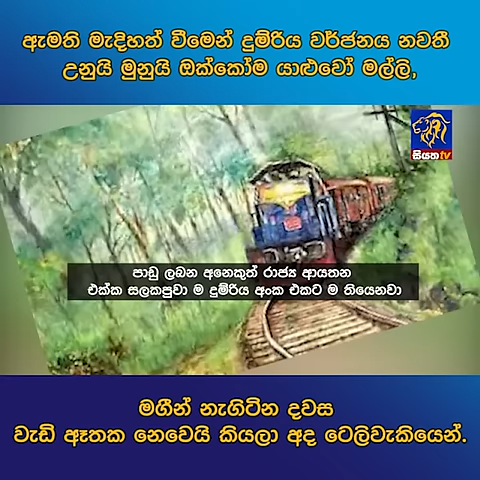 ඇමති මැදිහත් වීමෙන් දුම්රිය වර්ජනය නවතී
උනුයි මුනුයි ඔක්කෝම යාළුවෝ මල්ලි,
සියත tv
පාඩු ලබන අනෙකුත් රාජ්‍ය ආයතන
එක්ක සලකපුවා ම දුම්රිය අංක එකට ම තියෙනවා
මගීන් නැගිටින දවස
වැඩි ඈතක නෙවෙයි කියලා අද ටෙලිවැකියෙන්.